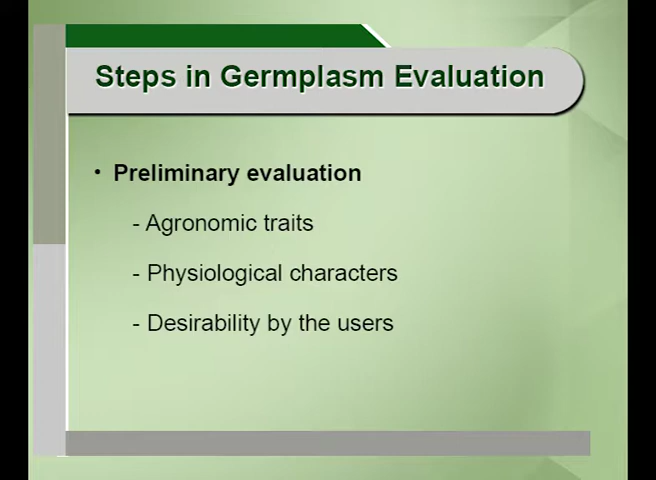 Steps in Germplasm Evaluation
• Preliminary evaluation
- Agronomic traits
- Physiological characters
- Desirability by the users